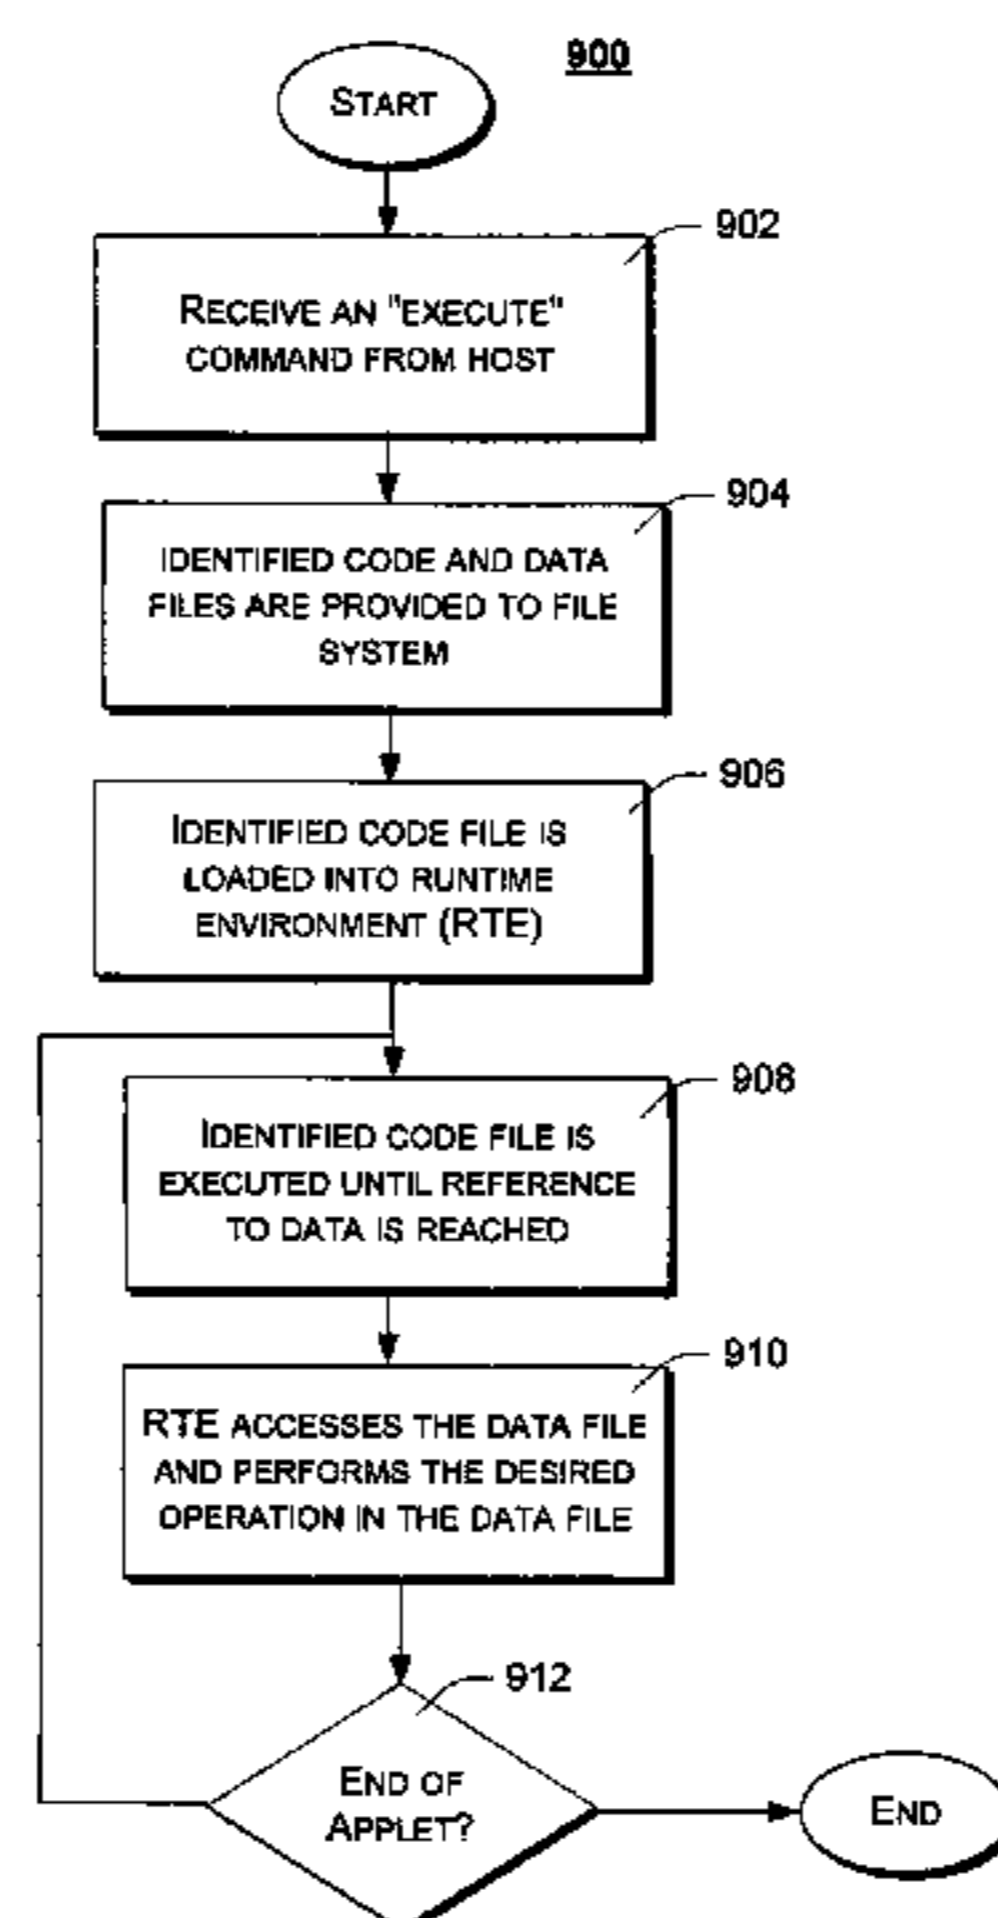 900
START
902
RECEIVE AN "EXECUTE"
COMMAND FROM HOST
904
IDENTIFIED CODE AND DATA
FILES ARE PROVIDED TO FILE
SYSTEM
906
IDENTIFIED CODE FILE IS
LOADED INTO RUNTIME
ENVIRONMENT (RTE)
908
IDENTIFIED CODE FILE IS
EXECUTED UNTIL REFERENCE
TO DATA IS REACHED
910
RTE ACCESSES THE DATA FILE
AND PERFORMS THE DESIRED
OPERATION IN THE DATA FILE
912
END OF
APPLET?
END